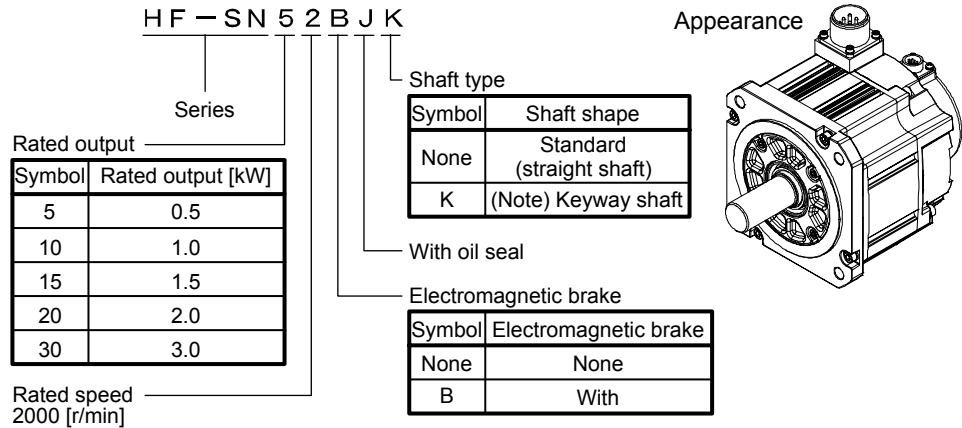 HF-SN52BJK
Appearance
Series
Rated output
Symbol Rated output [kW]
5 0.5
10 1.0
15 1.5
20 2.0
30 3.0
Rated speed
2000 [r/min]
Shaft type
Symbol Shaft shape
None Standard
(straight shaft)
K (Note) Keyway shaft
With oil seal
Electromagnetic brake
Symbol Electromagnetic brake
None None
B With